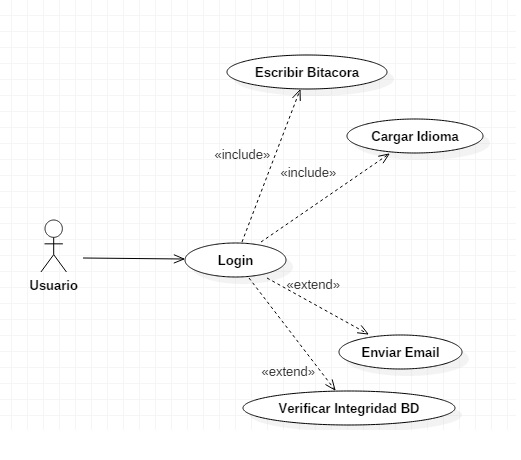 Escribir Bitacora
Cargar Idioma
«include»
«include»
Login
Usuario
«extend»
Enviar Email
«extend»
Verificar Integridad BD